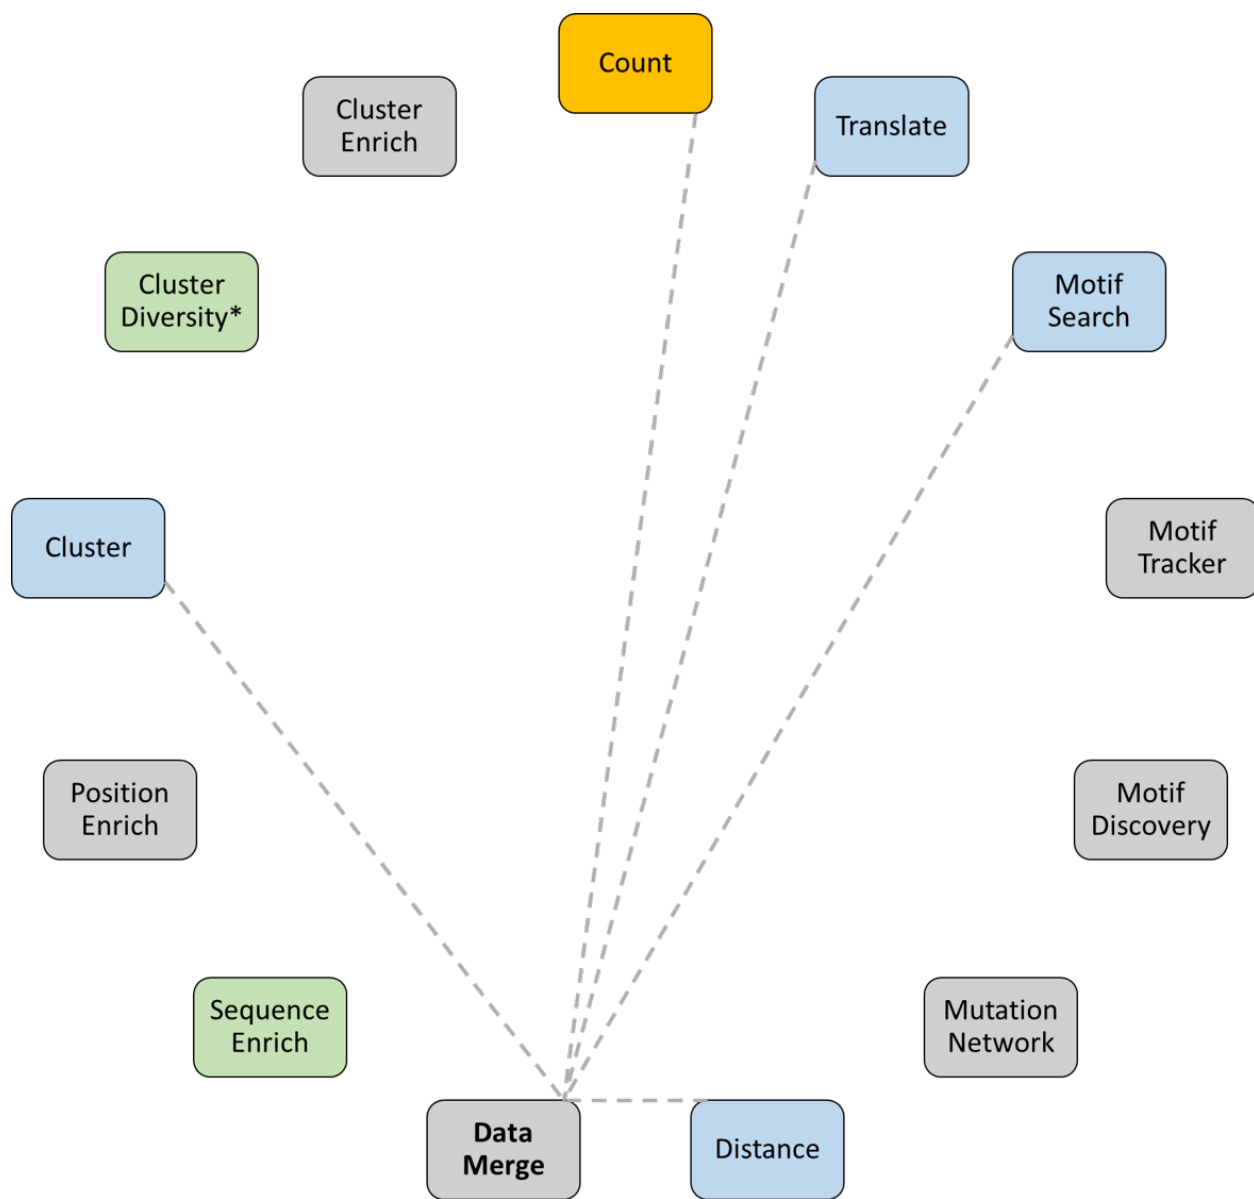 Count
Cluster
Enrich
Translate
Cluster
Diversity*
Motif
Search
Cluster
Motif
Tracker
Position
Enrich
Motif
Discovery
Sequence
Enrich
Mutation
Network
Data
Merge
Distance